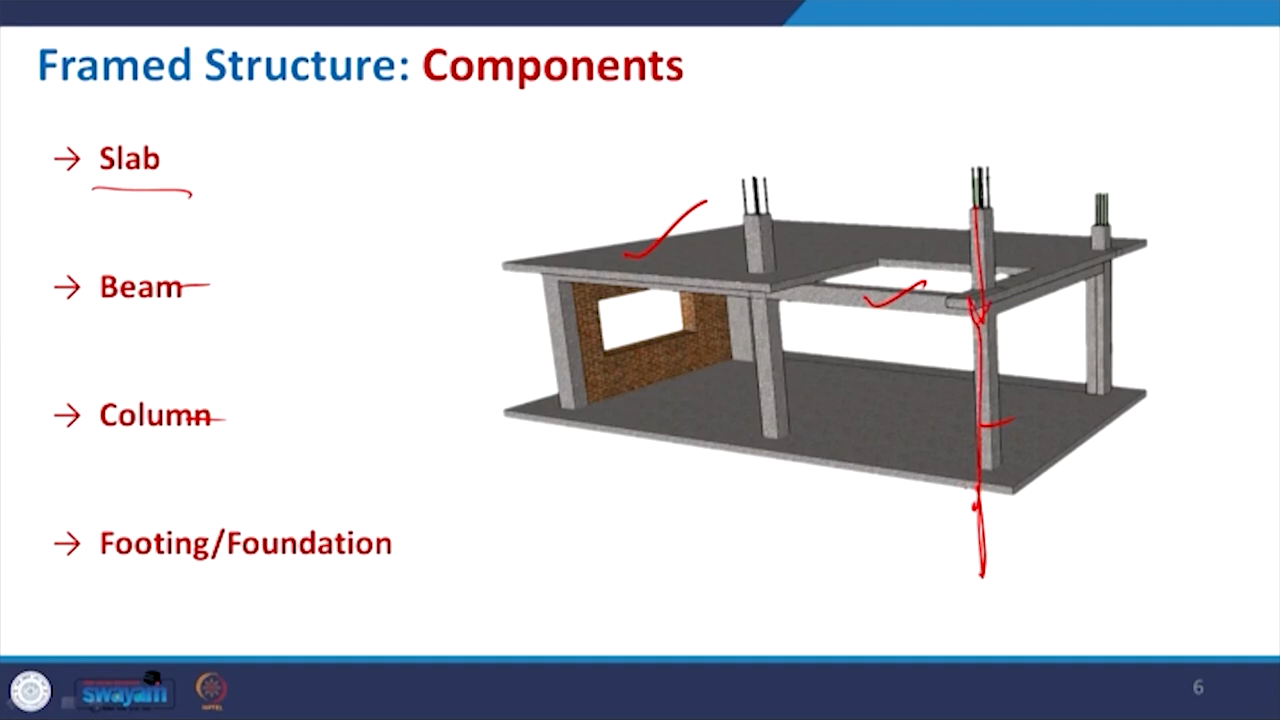 Framed Structure: Components
→ Slab
→ Beam
→ Column
→ Footing/Foundation
swayam
6